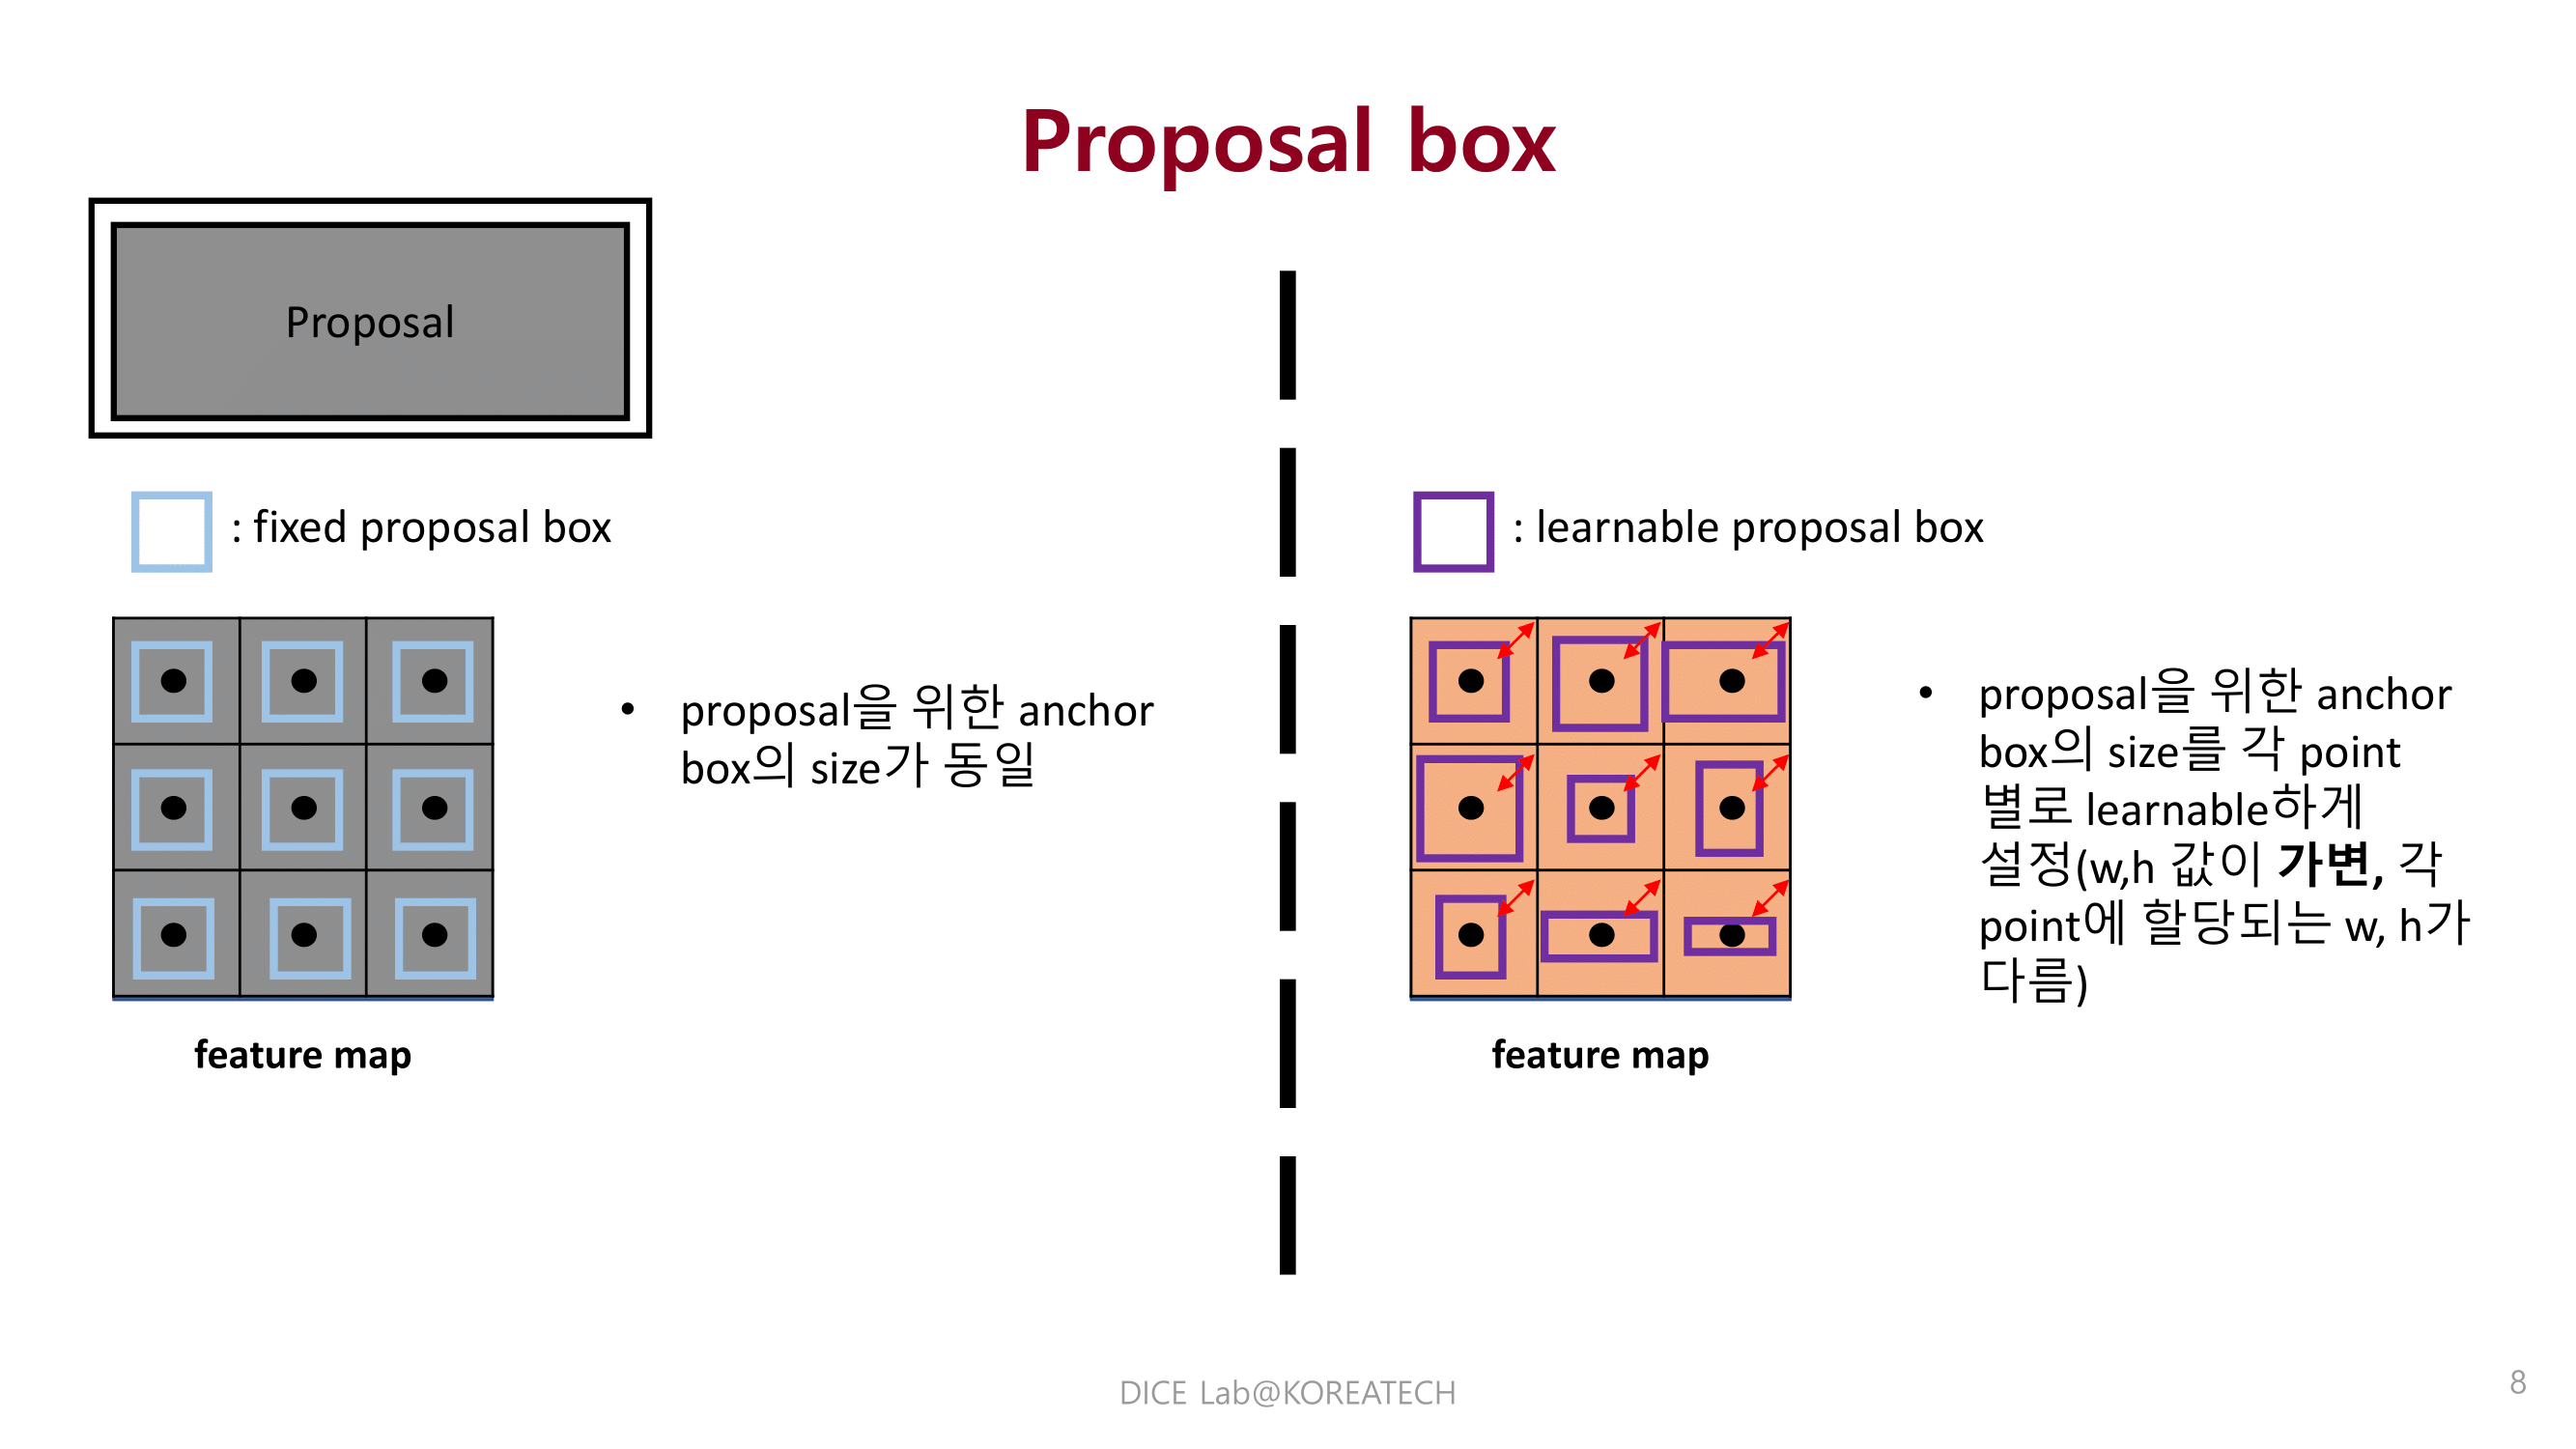 Proposal box
Proposal
: fixed proposal box
feature map
• proposal을 위한 anchor
box의 size가 동일
: learnable proposal box
feature map
• proposal을 위한 anchor
box의 size를 각 point
별로 learnable하게
설정(w,h 값이 가변, 각
point에 할당되는 w, h가
다름)
DICE Lab@KOREATECH
8